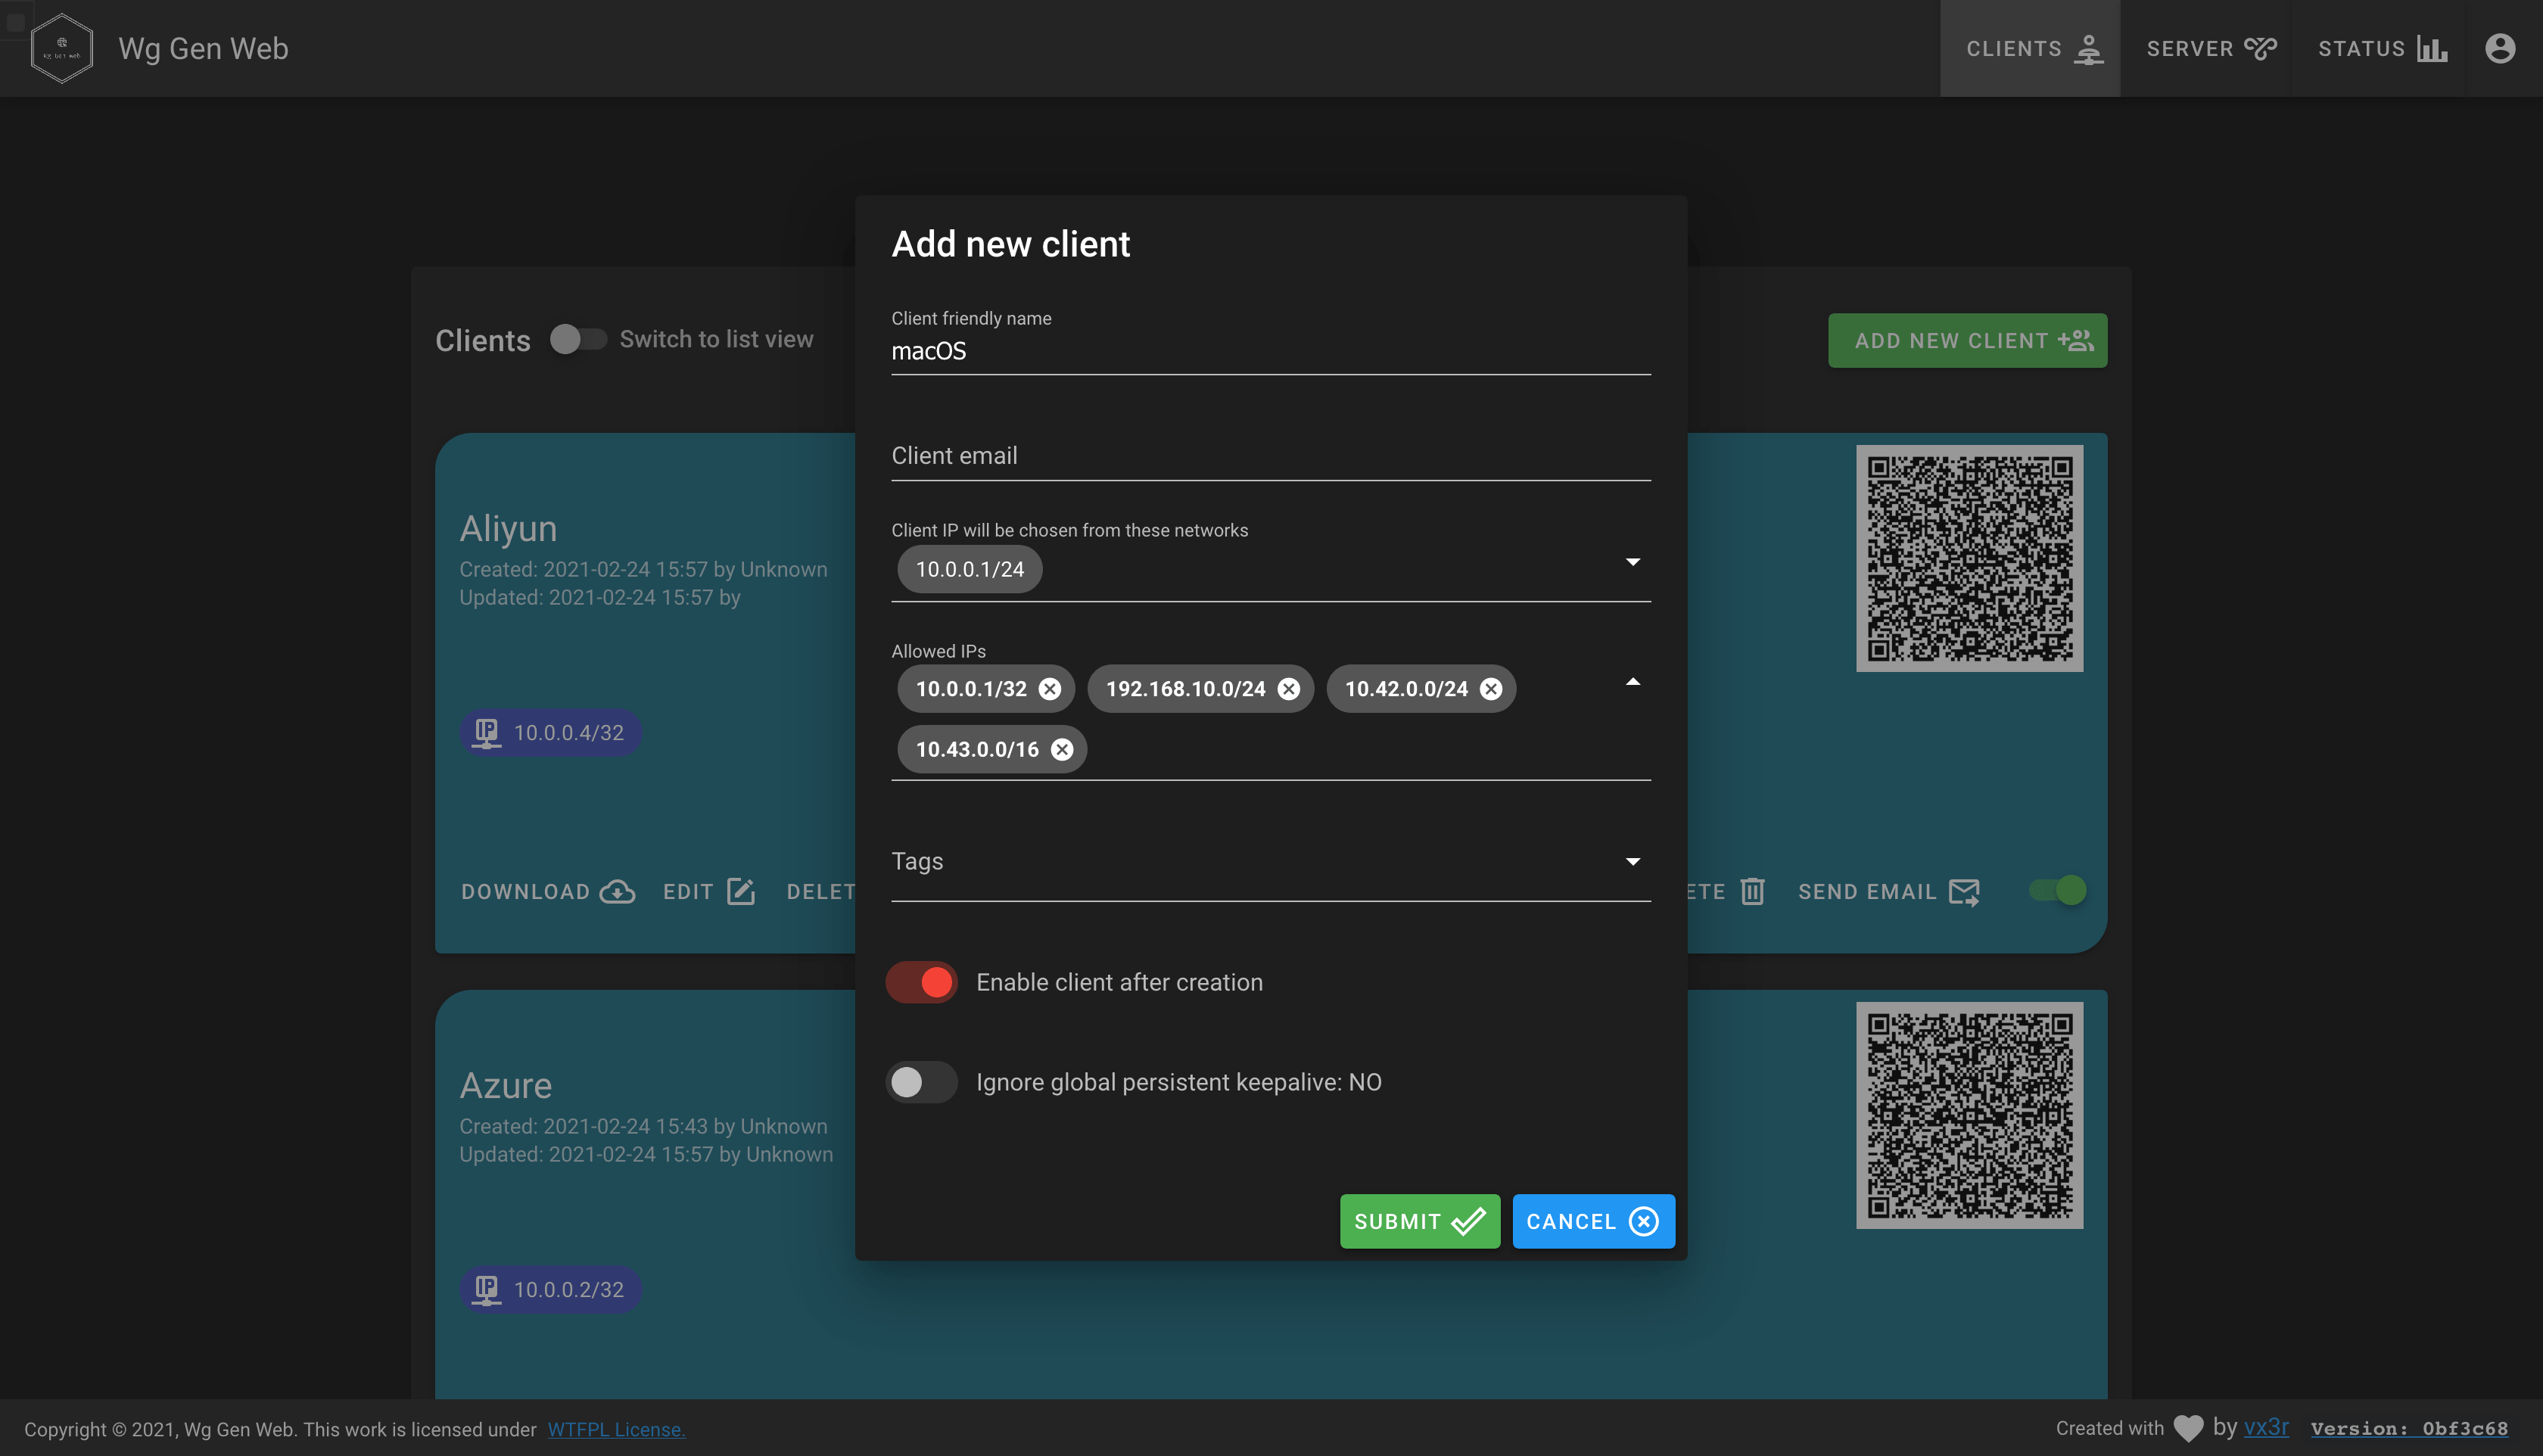 Wg Gen Web
CLIENTS
SERVER
STATUS
Add new client
Client friendly name
macOS
Clients
Switch to list view
ADD NEW CLIENT
Client email
Client IP will be chosen from these networks
10.0.0.1/24
Aliyun
Created: 2021-02-24 15:57 by Unknown
Updated: 2021-02-24 15:57 by
Allowed IPs
10.0.0.1/32
192.168.10.0/24
10.42.0.0/24
10.43.0.0/16
10.0.0.4/32
Tags
DOWNLOAD
EDIT
DELET
ETE
SEND EMAIL
Enable client after creation
Ignore global persistent keepalive: NO
Azure
Created: 2021-02-24 15:43 by Unknown
Updated: 2021-02-24 15:57 by Unknown
SUBMIT
CANCEL
10.0.0.2/32
Copyright © 2021, Wg Gen Web. This work is licensed under WTFPL License.
Created with by vx3r Version: 0bf3c68